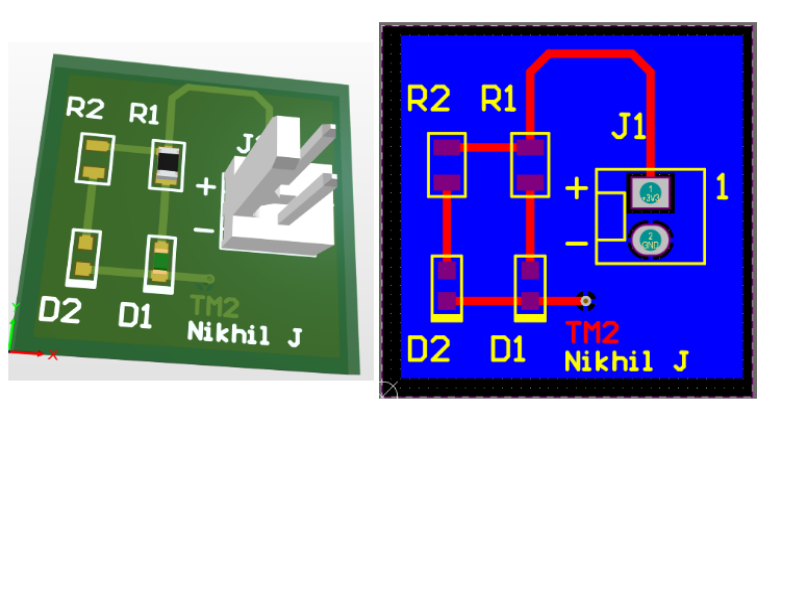 R2 R1
J1
+
-
D2 D1
TM2
Nikhil J
X
R2 R1
J1
1
+3V3
1
+
2
GND
-
TM2
D2 D1
Nikhil J